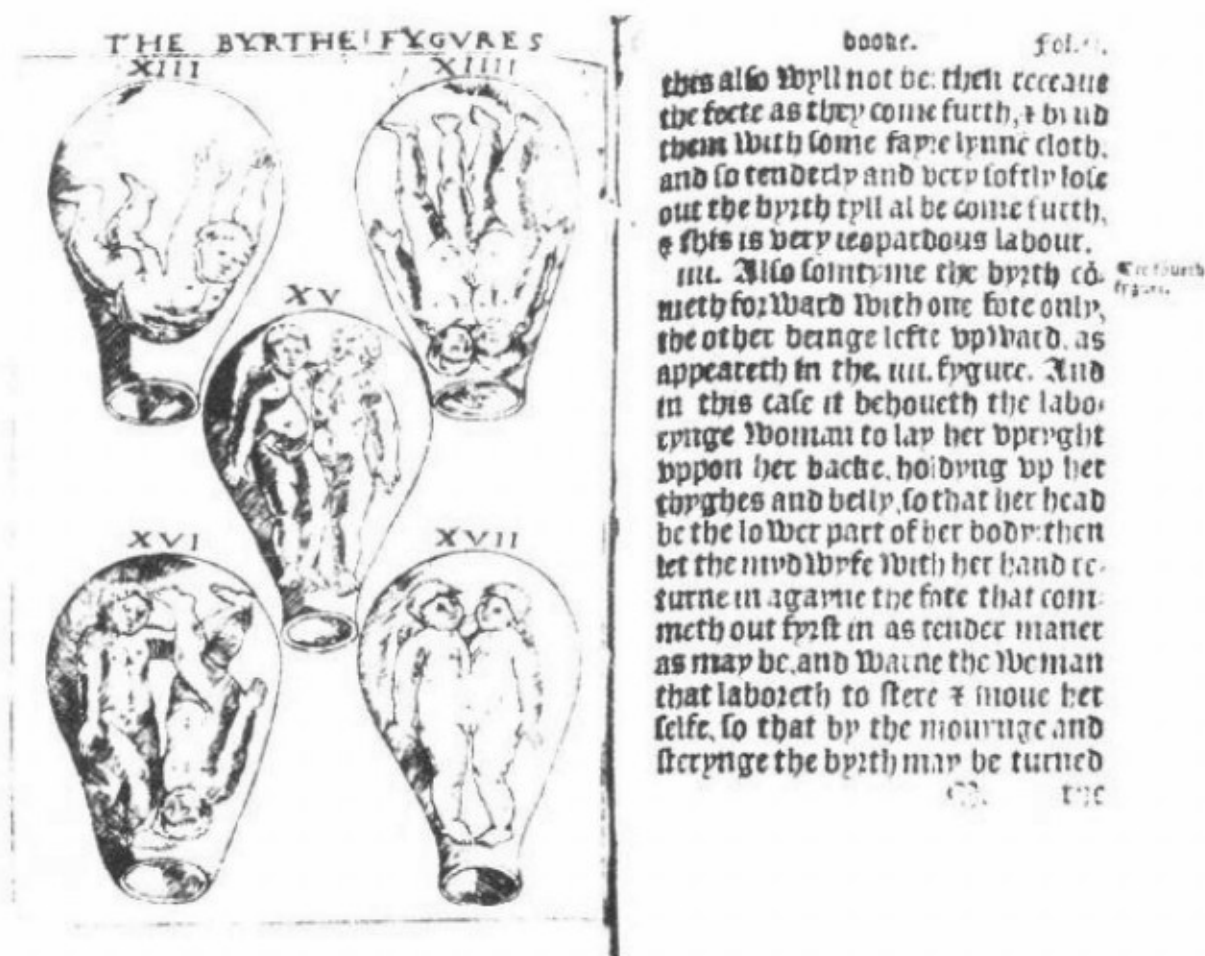 THE BYRTHE FYGVRES
XIII
XIIII
XV
XVI
XVII
booke. Fol.
this also wyll not be: then receaue
the feete as they come furth, & bind
them with some fayre lynne cloth,
and so tenderly and very softly lose
out the byrth tyll al be come furth,
& this is very ieopardous labour.
iiii. Also somtyme the byrth cõ-
meth forward with one fote only,
the other beinge lefte vpward, as
appeareth in the. iiii. fygure. And
in this case it behoueth the labo-
rynge woman to lay her vpryght
vppon her backe, holdyng vp her
thyghes and belly, so that her head
be the lower part of her body: then
let the mydwyfe with her hand re-
turne in agayne the fote that com-
meth out fyrst in as tender maner
as may be, and warne the weman
that laboreth to stere & moue her
selfe, so that by the mouynge and
sterynge the byrth may be turned
the
The fourth
fygure.